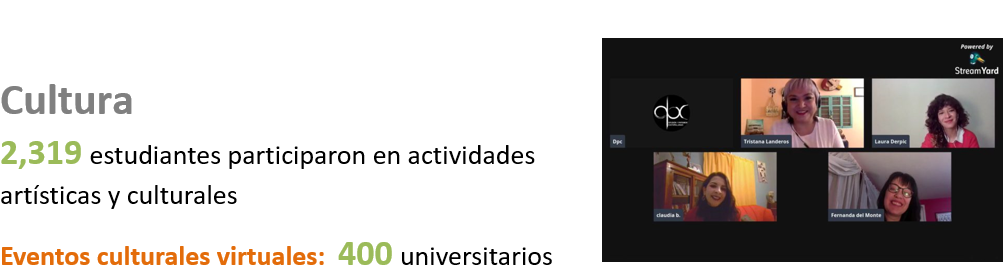 Cultura
2,319 estudiantes participaron en actividades
artísticas y culturales
Eventos culturales virtuales: 400 universitarios
Powered by
StreamYard
dpc
Dpc
Tristana Landeros
Laura Derpic
claudia b.
Fernanda del Monte